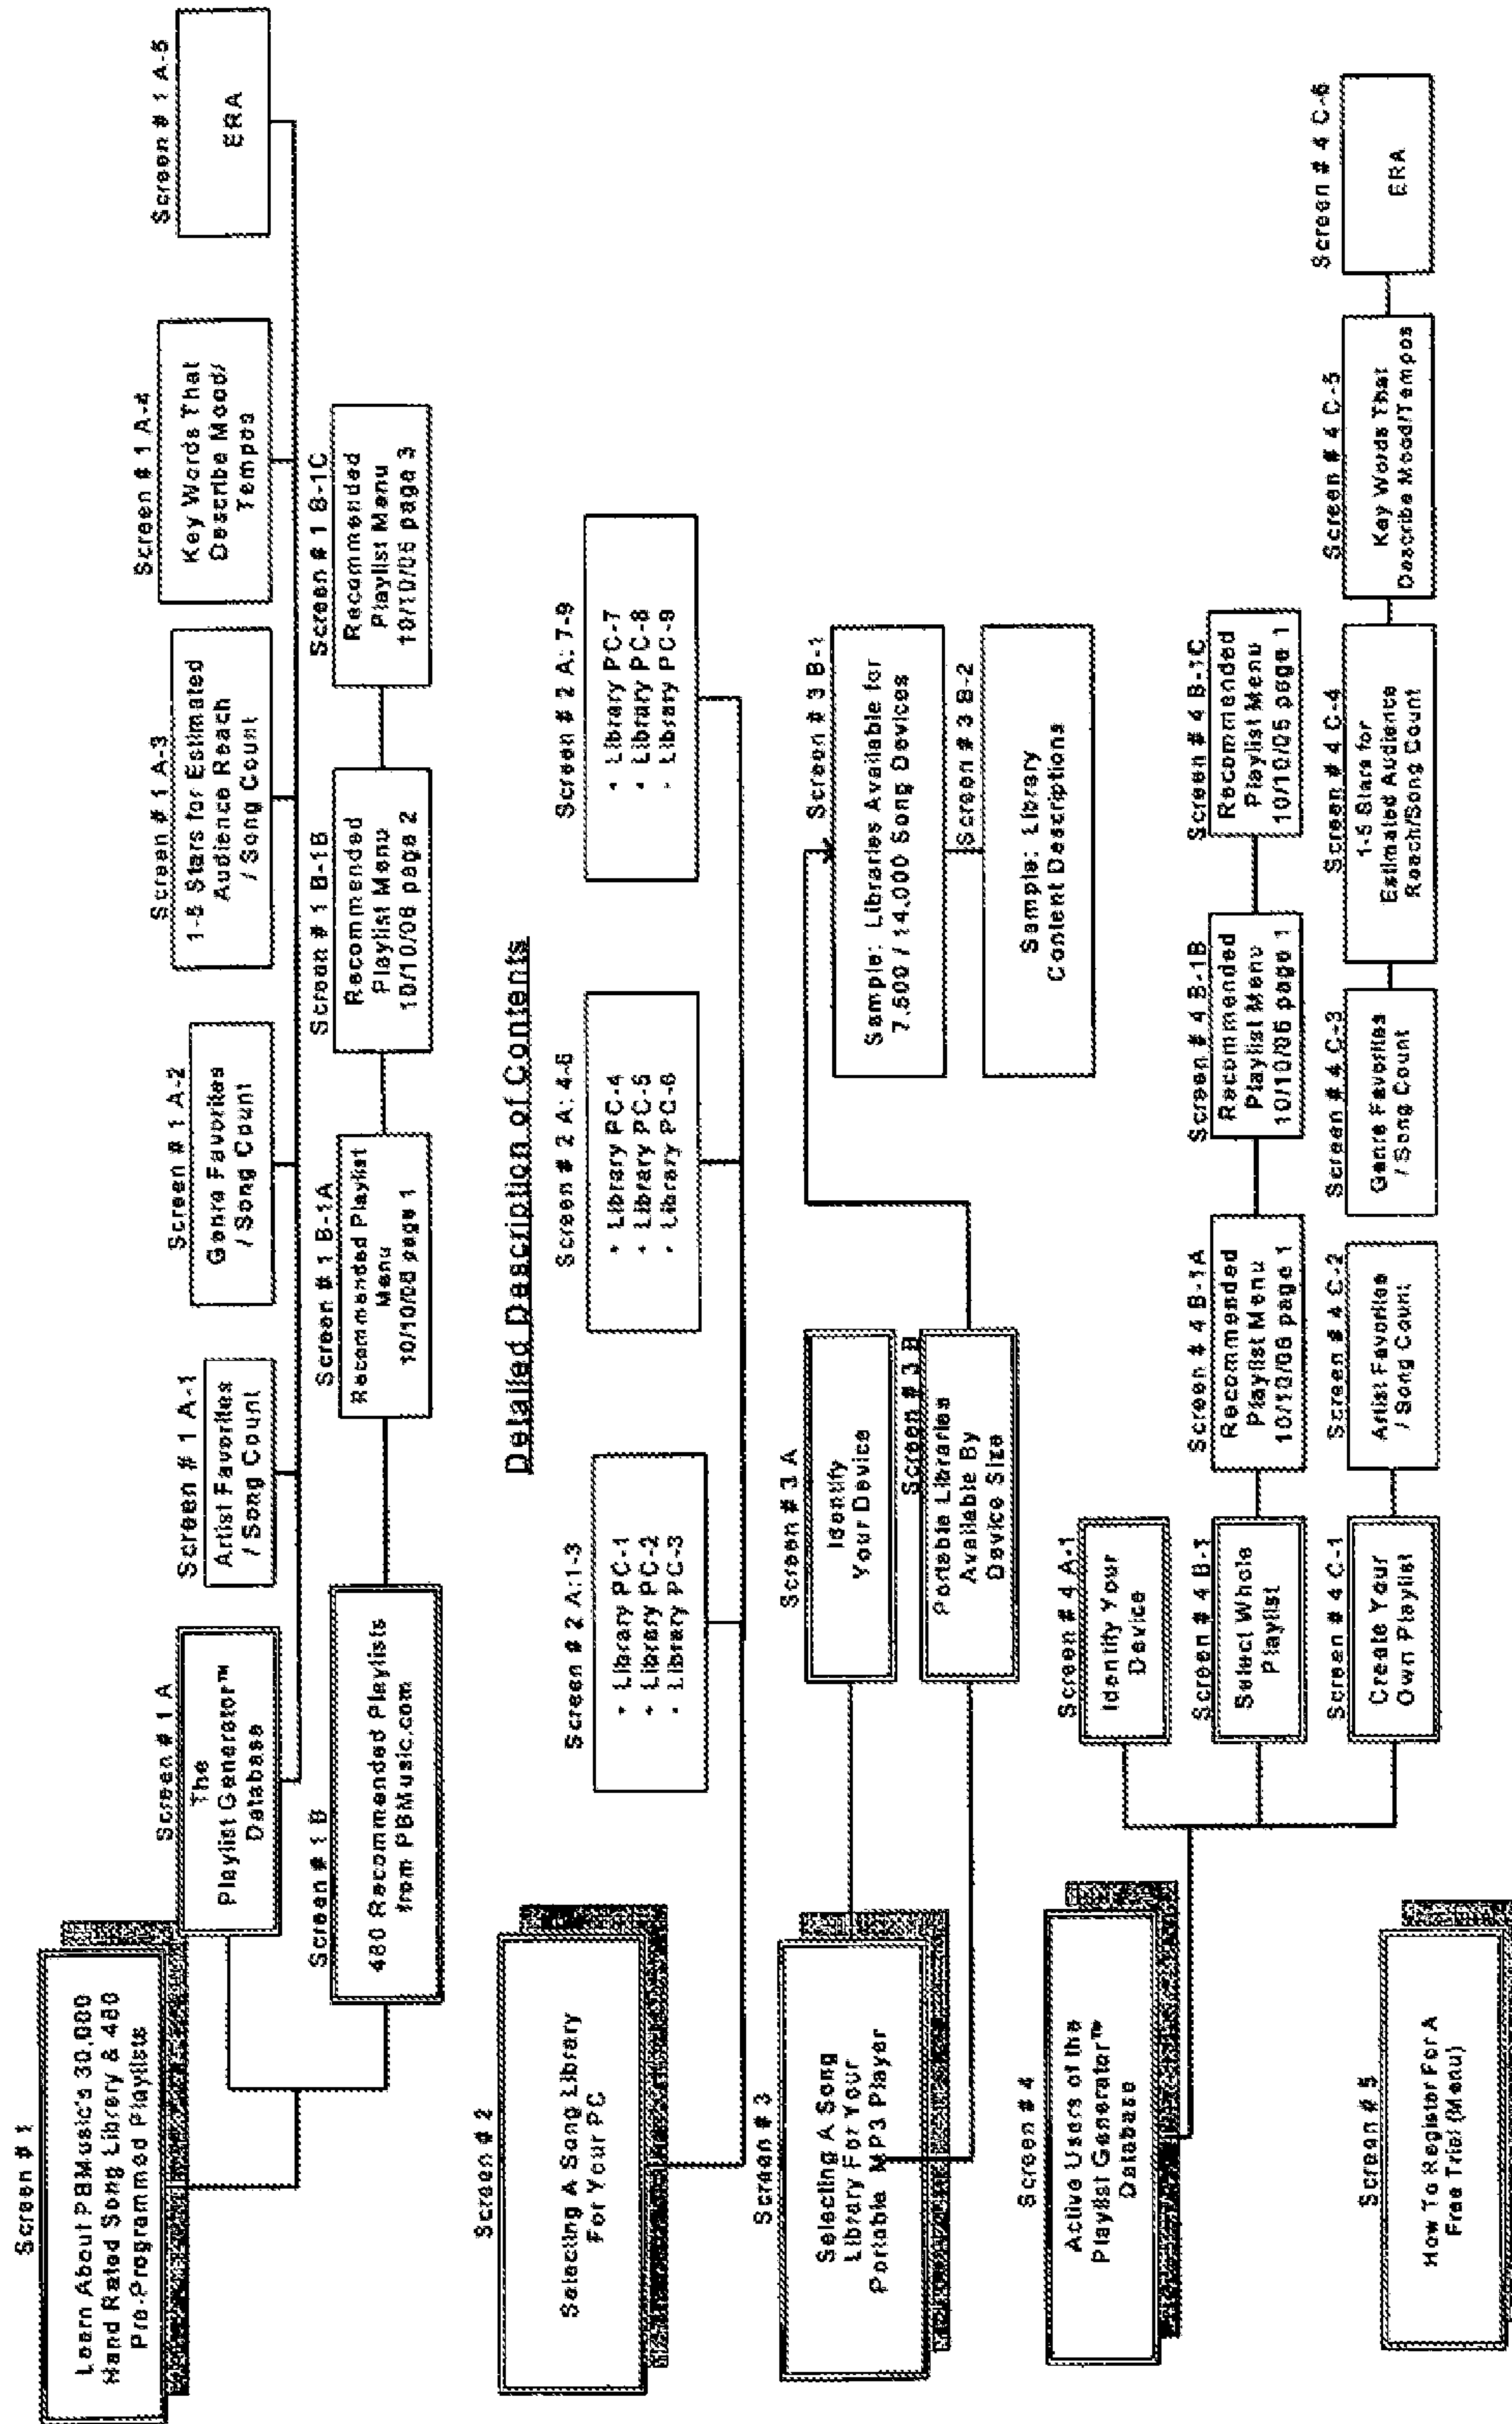 Screen # 1
Learn About PBMusic's 30,000
Hand Rated Song Library & 480
Pre-Programmed Playlists
Screen # 1 A
The
Playlist Generator™
Database
Screen # 1 A-1
Artist Favorites
/ Song Count
Screen # 1 A-2
Genre Favorites
/ Song Count
Screen # 1 A-3
1-5 Stars for Estimated
Audience Reach
/ Song Count
Screen # 1 A-4
Key Words That
Describe Mood/
Tempos
Screen # 1 A-5
ERA
Screen # 1 B
480 Recommended Playlists
from PBMusic.com
Screen # 1 B-1A
Recommended Playlist
Menu
10/10/06 page 1
Screen # 1 B-1B
Recommended
Playlist Menu
10/10/06 page 2
Screen # 1 B-1C
Recommended
Playlist Menu
10/10/06 page 3
Detailed Description of Contents
Screen # 2
Selecting A Song Library
For Your PC
Screen # 2 A:1-3
• Library PC-1
• Library PC-2
• Library PC-3
Screen # 2 A: 4-6
• Library PC-4
• Library PC-5
• Library PC-6
Screen # 2 A: 7-9
• Library PC-7
• Library PC-8
• Library PC-9
Screen # 3
Selecting A Song
Library For Your
Portable MP3 Player
Screen # 3 A
Identify
Your Device
Screen # 3 B
Portable Libraries
Available By
Device Size
Screen # 3 B-1
Sample: Libraries Available for
7,500 / 14,000 Song Devices
Screen # 3 B-2
Sample: Library
Content Descriptions
Screen # 4
Active Users of the
Playlist Generator™
Database
Screen # 4 A-1
Identify Your
Device
Screen # 4 B-1
Select Whole
Playlist
Screen # 4 B-1A
Recommended
Playlist Menu
10/10/06 page 1
Screen # 4 B-1B
Recommended
Playlist Menu
10/10/06 page 1
Screen # 4 B-1C
Recommended
Playlist Menu
10/10/06 page 1
Screen # 4 C-1
Create Your
Own Playlist
Screen # 4 C-2
Artist Favorites
/ Song Count
Screen # 4 C-3
Genre Favorites
/ Song Count
Screen # 4 C-4
1-5 Stars for
Estimated Audience
Reach/Song Count
Screen # 4 C-5
Key Words That
Describe Mood/Tempos
Screen # 4 C-6
ERA
Screen # 5
How To Register For A
Free Trial (Menu)